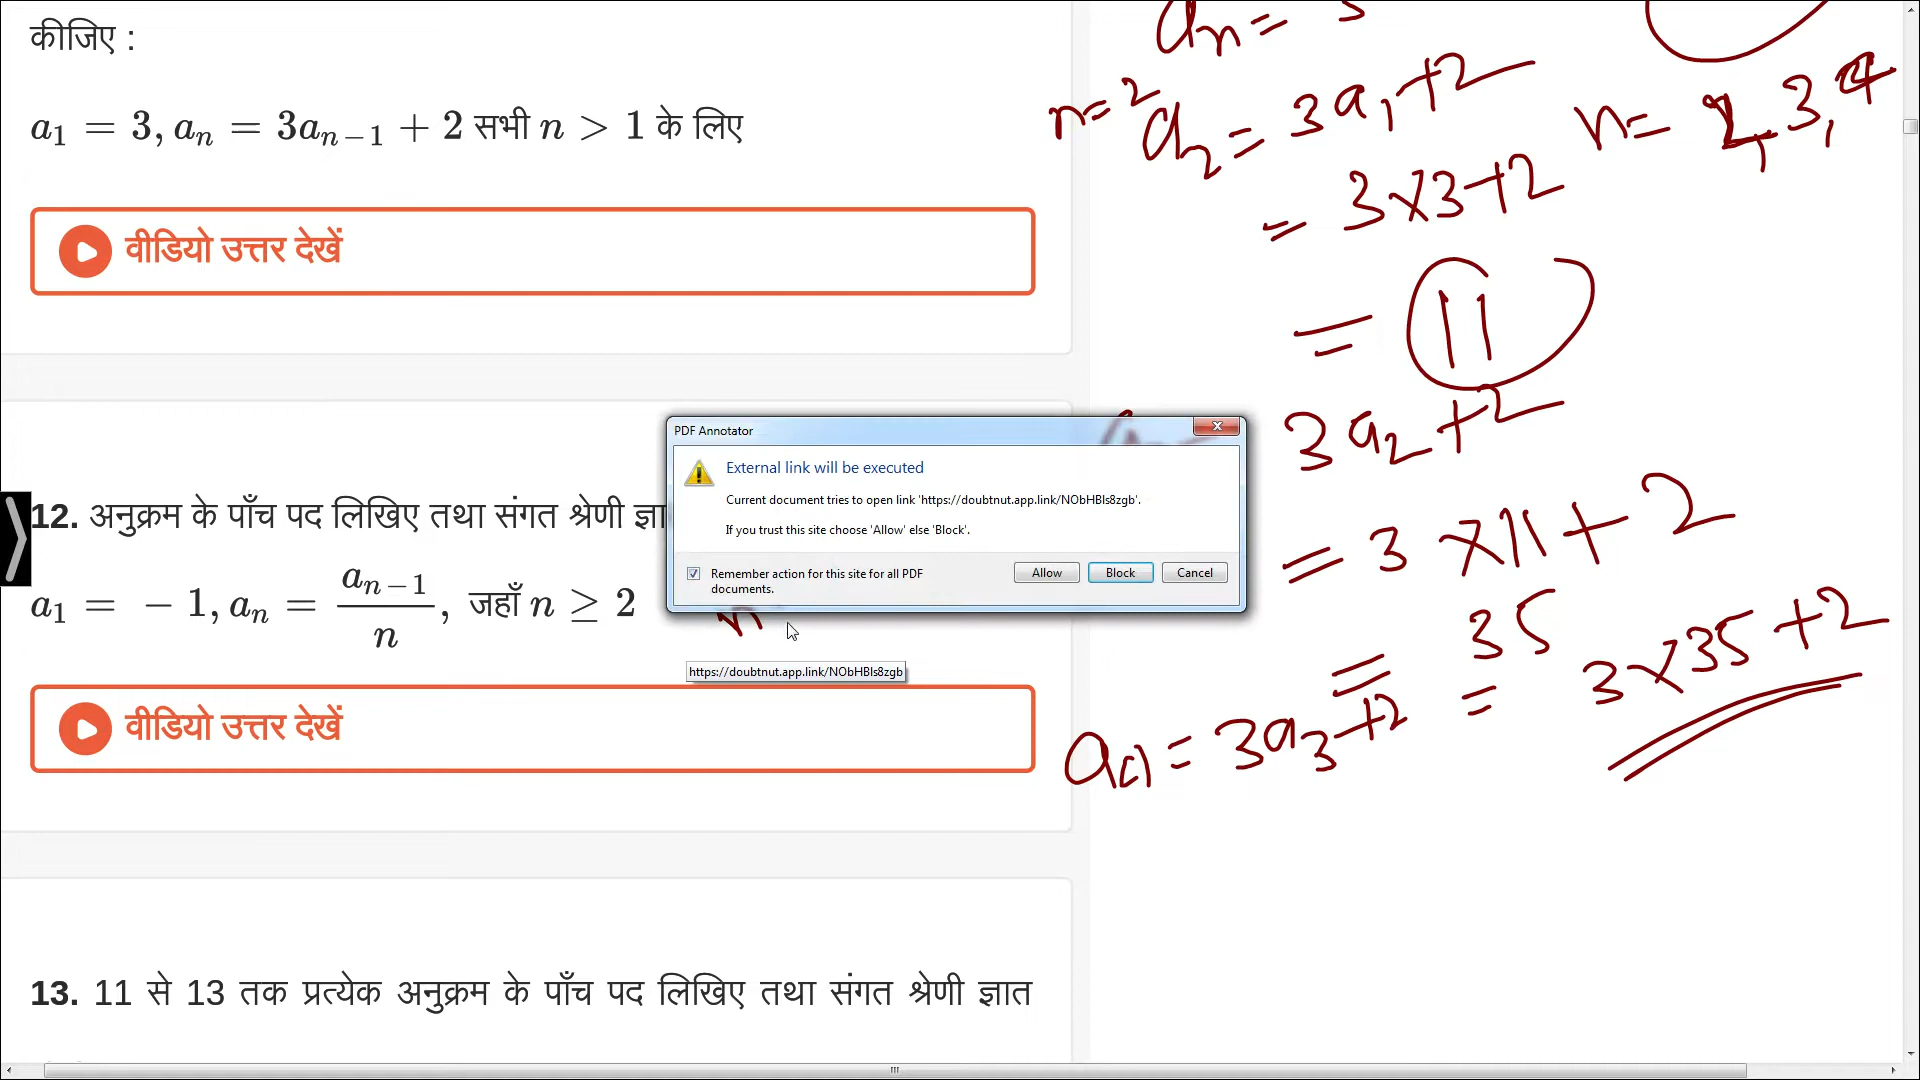 कीजिए :
a₁ = 3, aₙ = 3aₙ₋₁ + 2 सभी n > 1 के लिए
वीडियो उत्तर देखें
12. अनुक्रम के पाँच पद लिखिए तथा संगत श्रेणी ज्ञा
a₁ = − 1, aₙ = aₙ₋₁/n, जहाँ n ≥ 2
वीडियो उत्तर देखें
13. 11 से 13 तक प्रत्येक अनुक्रम के पाँच पद लिखिए तथा संगत श्रेणी ज्ञात
PDF Annotator
External link will be executed
Current document tries to open link 'https://doubtnut.app.link/NObHBIs8zgb'.
If you trust this site choose 'Allow' else 'Block'.
Remember action for this site for all PDF
documents.
Allow Block Cancel
https://doubtnut.app.link/NObHBIs8zgb
aₙ =
n = 2
a₂ = 3a₁ + 2
n = 2, 3, 4
= 3 × 3 + 2
= 11
3a₂ + 2
= 3 × 11 + 2
= 35
a₄ = 3a₃ + 2 = 3 × 35 + 2
n